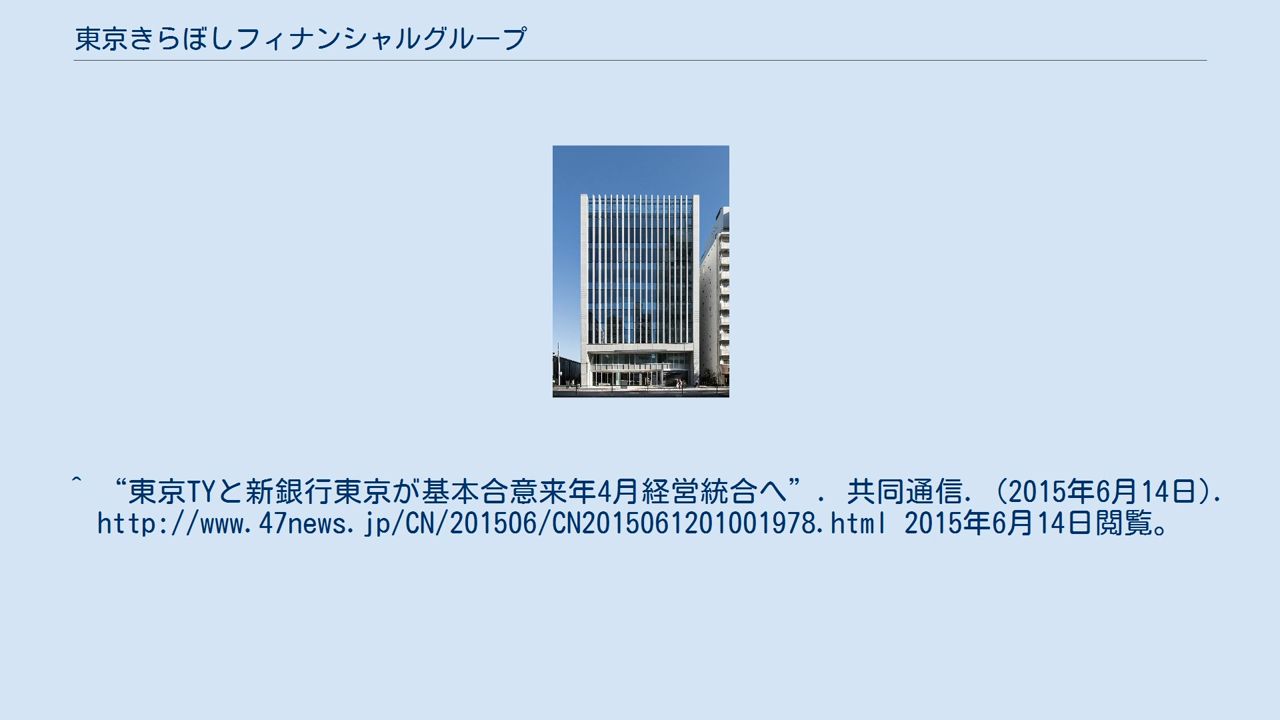 東京きらぼしフィナンシャルグループ
^ “東京TYと新銀行東京が基本合意来年4月経営統合へ”. 共同通信. (2015年6月14日).
http://www.47news.jp/CN/201506/CN2015061201001978.html 2015年6月14日閲覧。